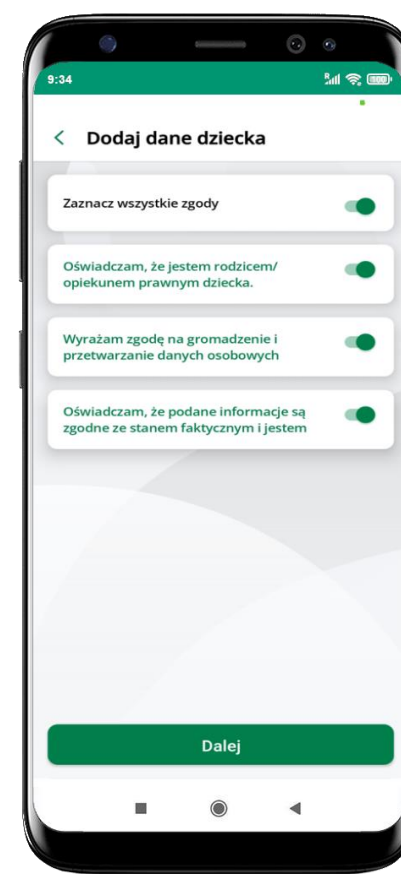 9:34
Dodaj dane dziecka
Zaznacz wszystkie zgody
Oświadczam, że jestem rodzicem/
opiekunem prawnym dziecka.
Wyrażam zgodę na gromadzenie i
przetwarzanie danych osobowych
Oświadczam, że podane informacje są
zgodne ze stanem faktycznym i jestem
Dalej